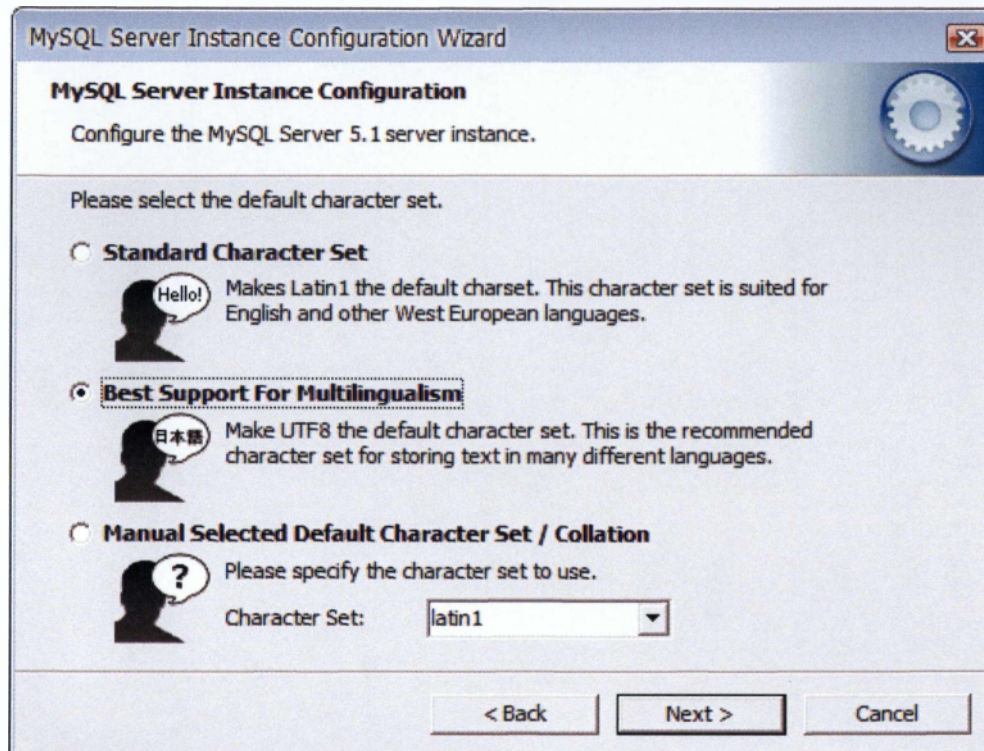 MySQL Server Instance Configuration Wizard
MySQL Server Instance Configuration
Configure the MySQL Server 5.1 server instance.
Please select the default character set.
Standard Character Set
Hello!
Makes Latin1 the default charset. This character set is suited for
English and other West European languages.
Best Support For Multilingualism
日本語
Make UTF8 the default character set. This is the recommended
character set for storing text in many different languages.
Manual Selected Default Character Set / Collation
?
Please specify the character set to use.
Character Set: latin1
< Back Next > Cancel